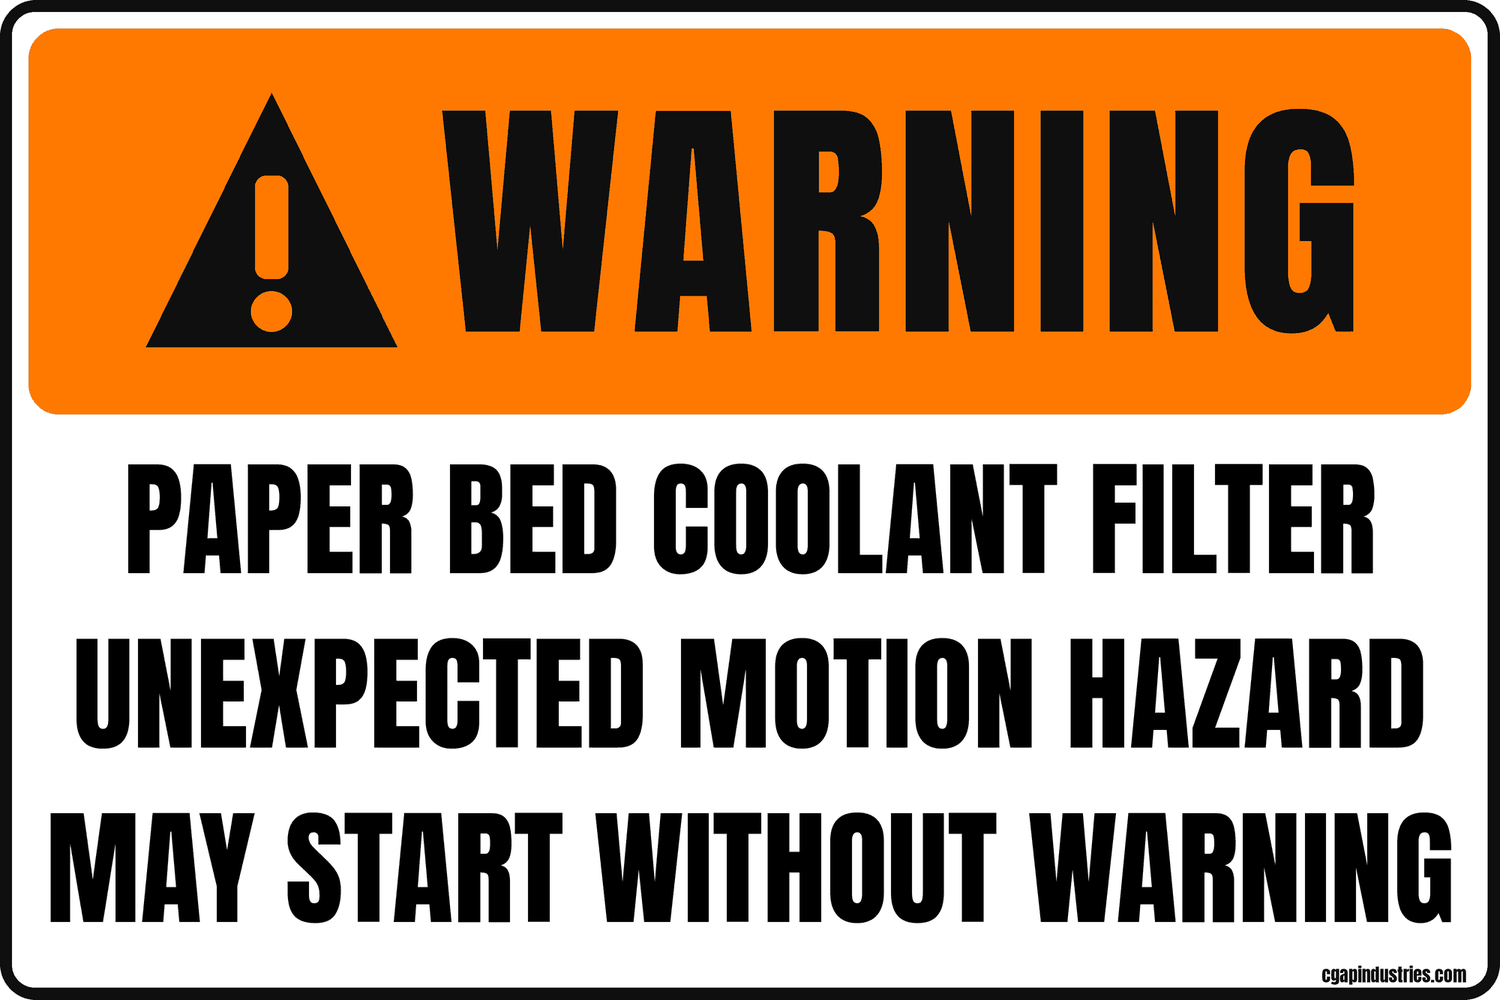 WARNING
PAPER BED COOLANT FILTER
UNEXPECTED MOTION HAZARD
MAY START WITHOUT WARNING
cgapindustries.com